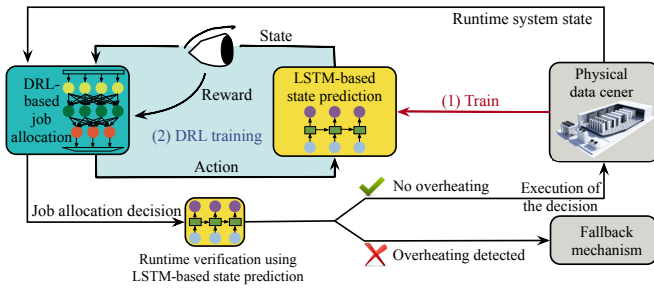 Runtime system state
State
DRL-
based
job
allocation
LSTM-based
state prediction
Physical
data cener
Reward
(1) Train
(2) DRL training
Action
Job allocation decision
No overheating
Execution of
the decision
Overheating detected
Fallback
mechanism
Runtime verification using
LSTM-based state prediction